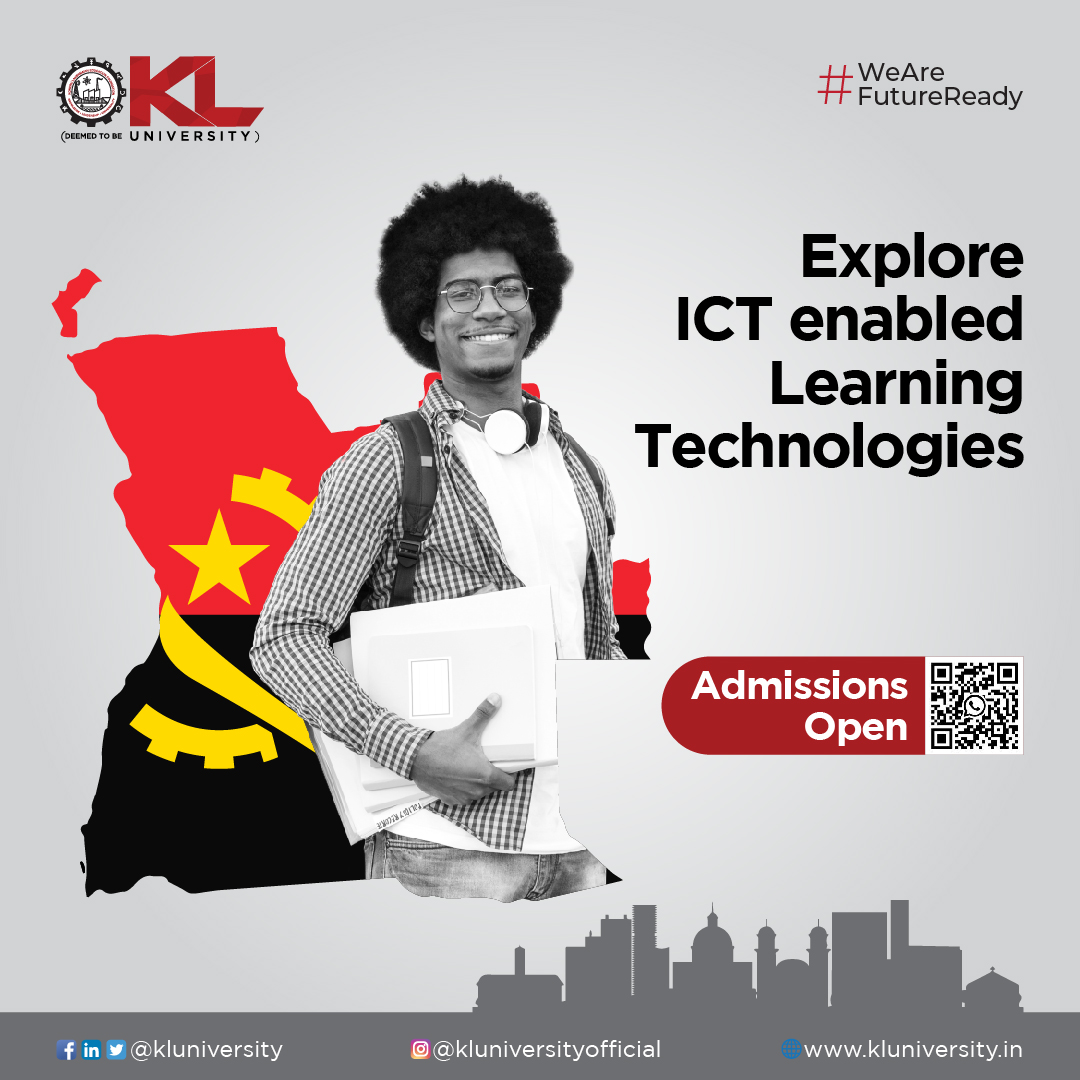 KL
(DEEMED TO BE UNIVERSITY)
#WeAre
FutureReady
Explore
ICT enabled
Learning
Technologies
Admissions
Open
@kluniversity
@kluniversityofficial
www.kluniversity.in